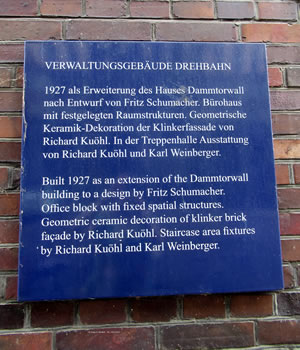 VERWALTUNGSGEBÄUDE DREHBAHN
1927 als Erweiterung des Hauses Dammtorwall
nach Entwurf von Fritz Schumacher. Bürohaus
mit festgelegten Raumstrukturen. Geometrische
Keramik-Dekoration der Klinkerfassade von
Richard Kuöhl. In der Treppenhalle Ausstattung
von Richard Kuöhl und Karl Weinberger.
Built 1927 as an extension of the Dammtorwall
building to a design by Fritz Schumacher.
Office block with fixed spatial structures.
Geometric ceramic decoration of klinker brick
façade by Richard Kuöhl. Staircase area fixtures
by Richard Kuöhl and Karl Weinberger.